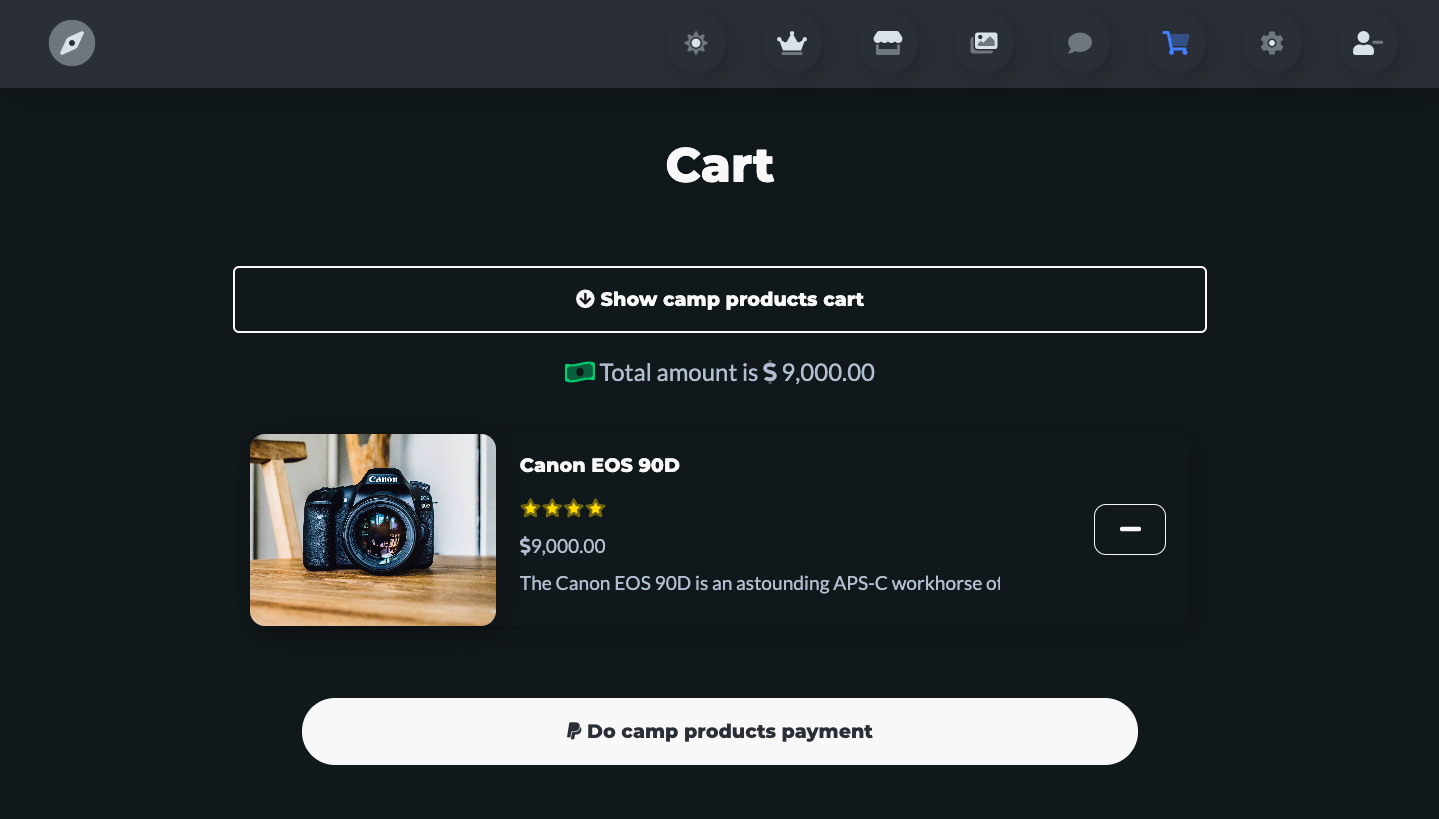 Cart
Show camp products cart
Total amount is $ 9,000.00
Canon
Canon EOS 90D
$9,000.00
The Canon EOS 90D is an astounding APS-C workhorse of
Do camp products payment